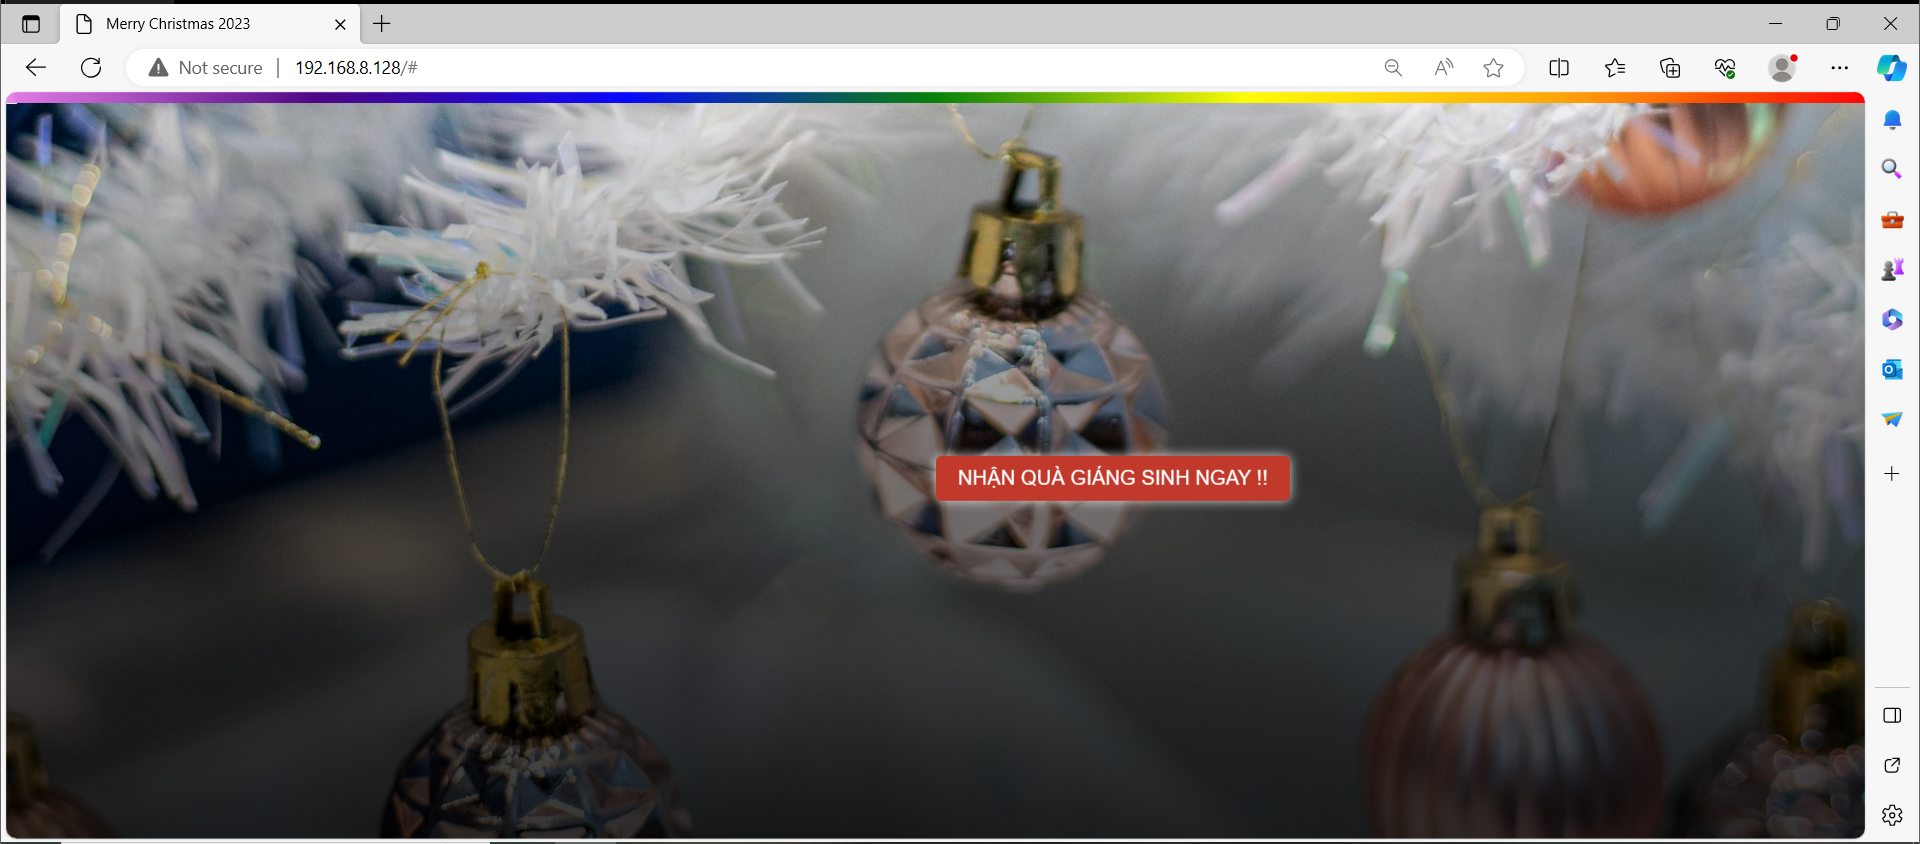 Merry Christmas 2023
Not secure
192.168.8.128/#
NHẬN QUÀ GIÁNG SINH NGAY !!